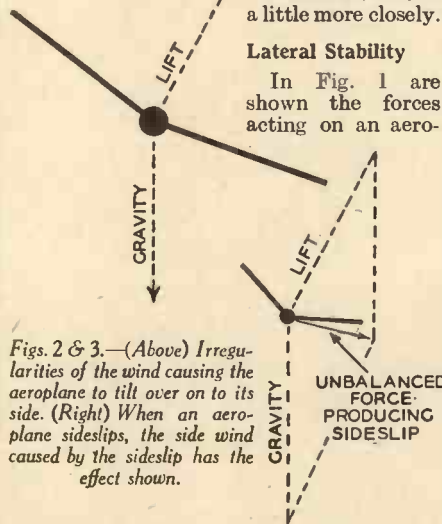 a little more closely.
Lateral Stability
In Fig. 1 are
shown the forces
acting on an aero-
LIFT
GRAVITY
LIFT
GRAVITY
UNBALANCED
FORCE·
PRODUCING
SIDESLIP
Figs. 2 & 3.—(Above) Irregu-
larities of the wind causing the
aeroplane to tilt over on to its
side. (Right) When an aero-
plane sideslips, the side wind
caused by the sideslip has the
effect shown.